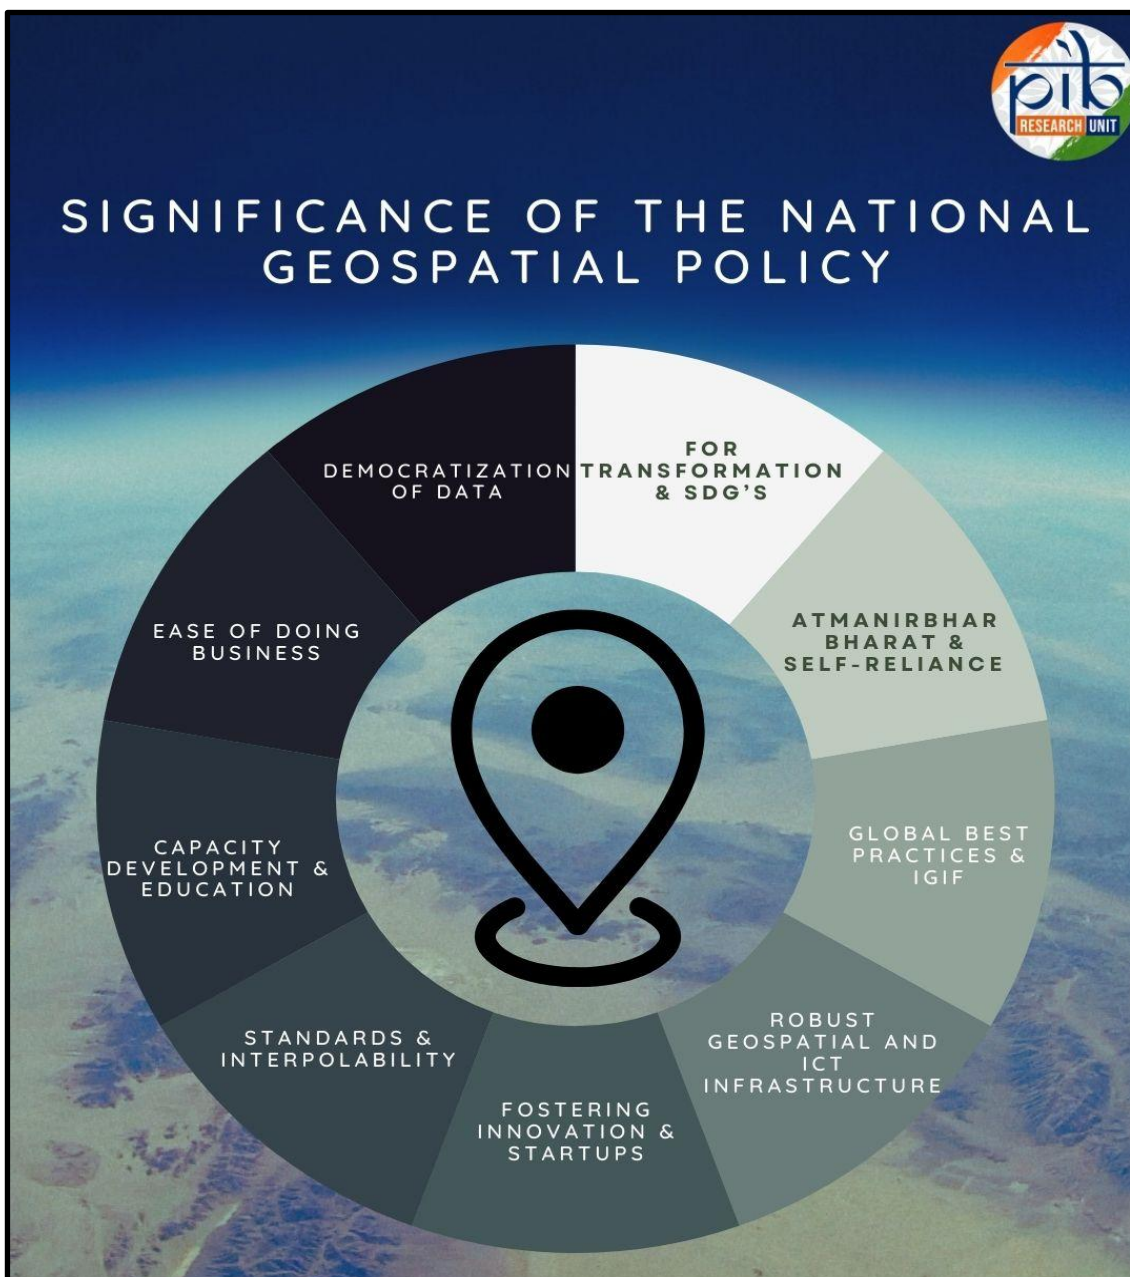 pib
RESEARCH UNIT
SIGNIFICANCE OF THE NATIONAL
GEOSPATIAL POLICY
FOR
TRANSFORMATION
& SDG'S
ATMANIRBHAR
BHARAT &
SELF-RELIANCE
GLOBAL BEST
PRACTICES &
IGIF
ROBUST
GEOSPATIAL AND
ICT
INFRASTRUCTURE
FOSTERING
INNOVATION &
STARTUPS
STANDARDS &
INTERPOLABILITY
CAPACITY
DEVELOPMENT &
EDUCATION
EASE OF DOING
BUSINESS
DEMOCRATIZATION
OF DATA